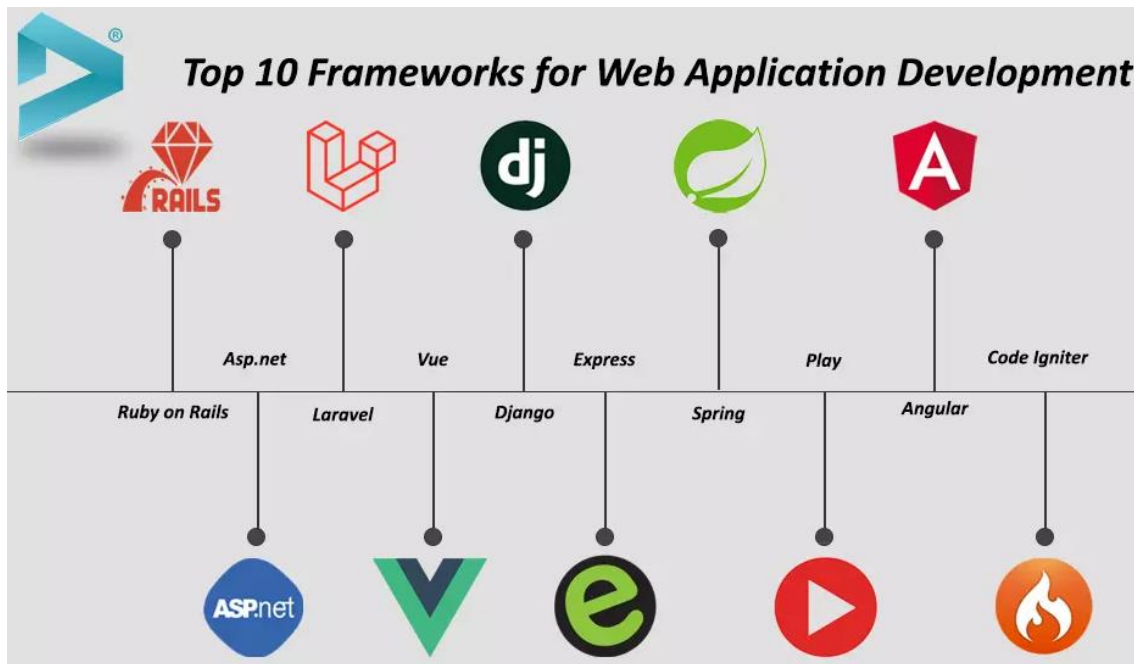 ®
Top 10 Frameworks for Web Application Development
RAILS
dj
A
Asp.net
Vue
Express
Play
Code Igniter
Ruby on Rails
Laravel
Django
Spring
Angular
ASP.net
e